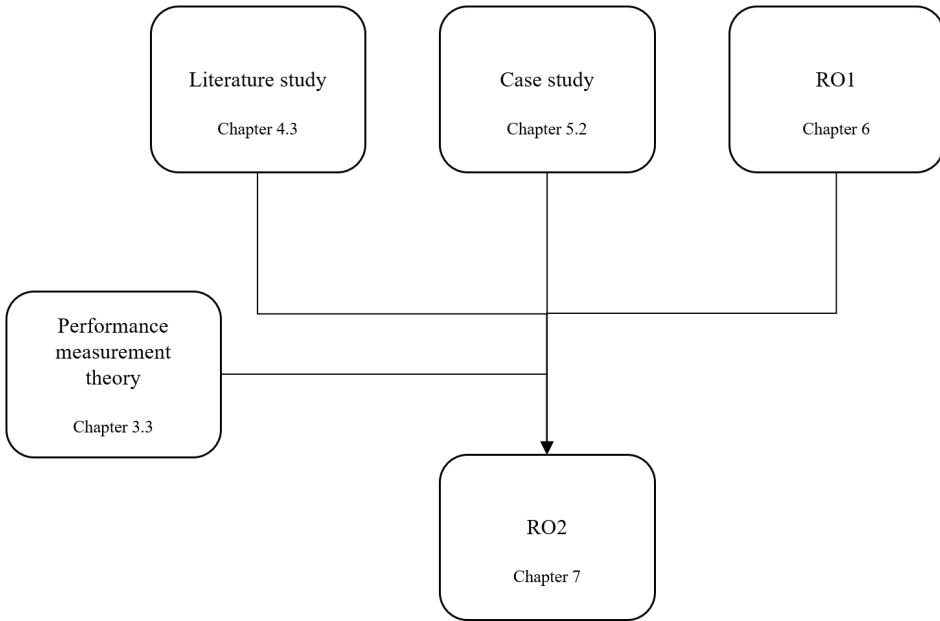 Literature study
Chapter 4.3
Case study
Chapter 5.2
RO1
Chapter 6
Performance
measurement
theory
Chapter 3.3
RO2
Chapter 7